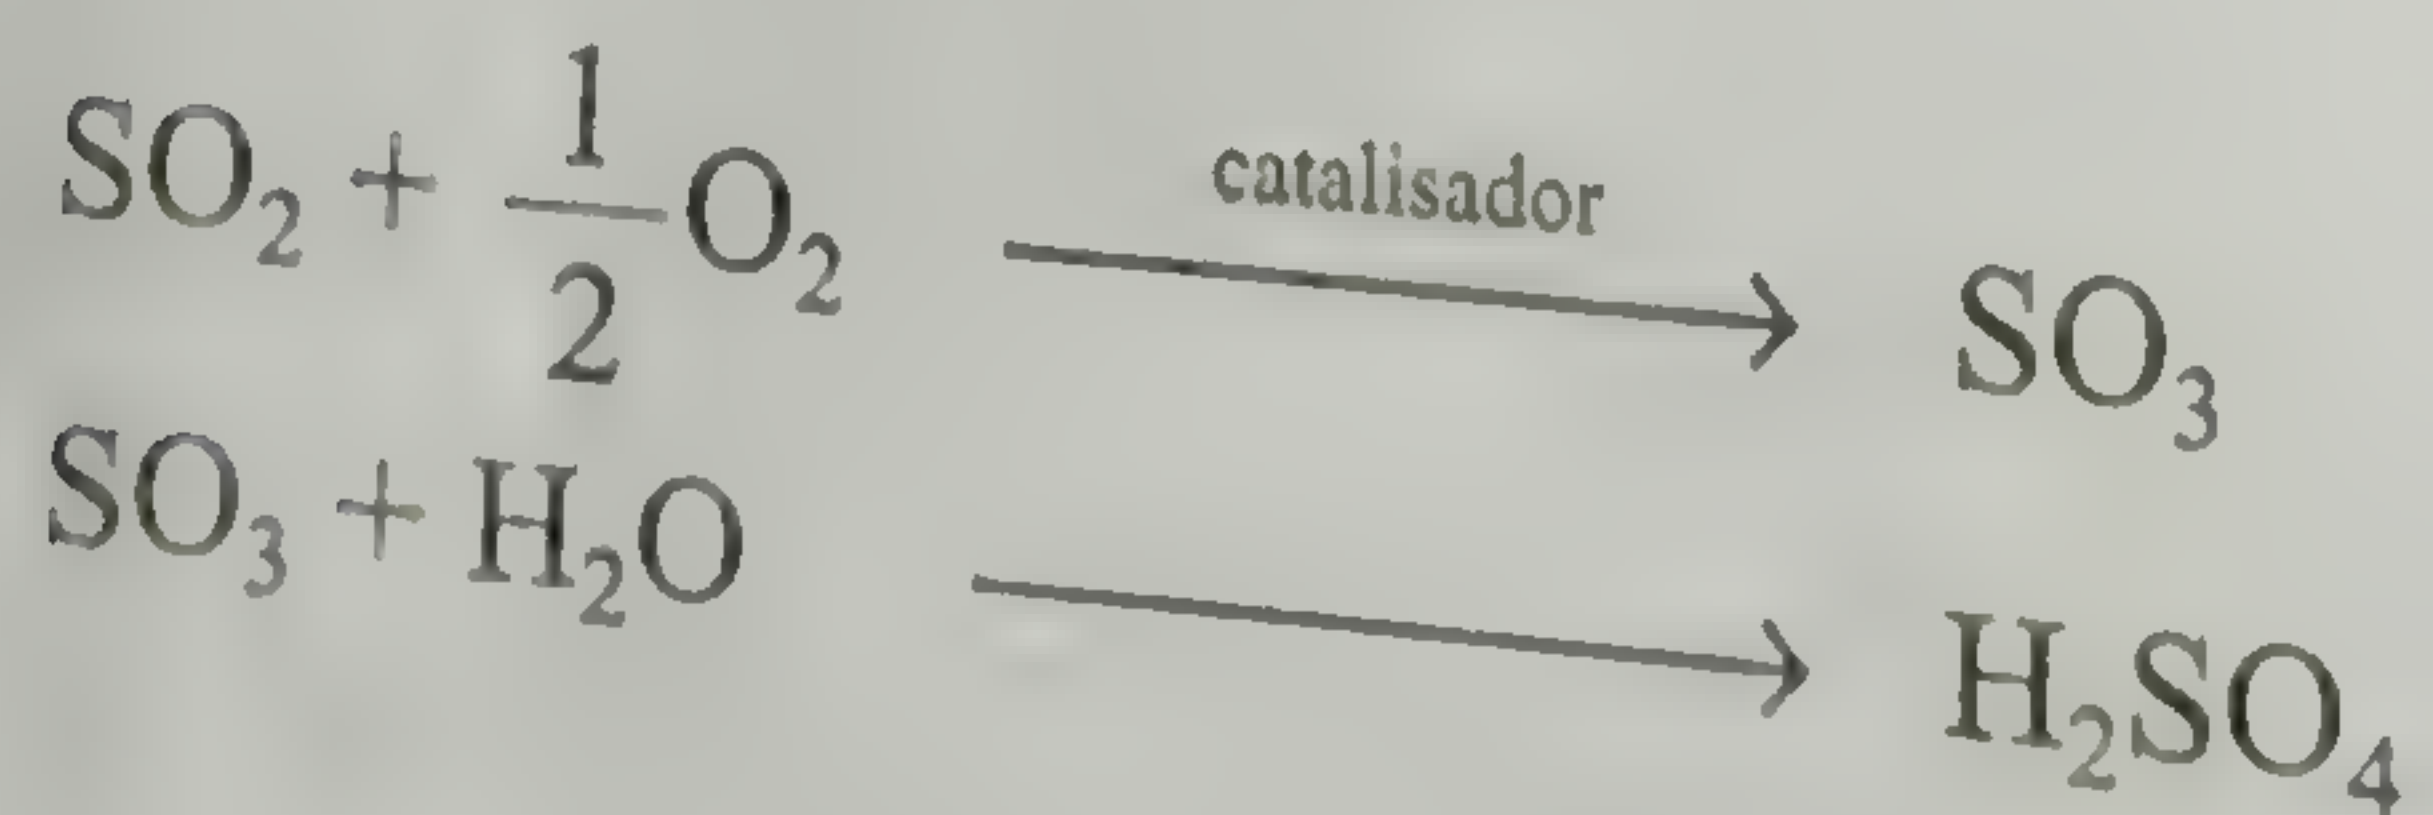 SO₂ + 1/2 O₂ catalisador → SO₃
SO₃ + H₂O → H₂SO₄